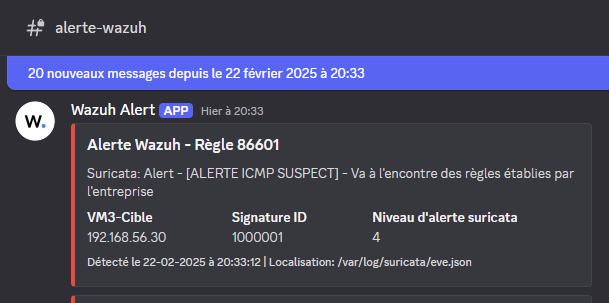 alerte-wazuh
20 nouveaux messages depuis le 22 février 2025 à 20:33
W.
Wazuh Alert APP Hier à 20:33
Alerte Wazuh - Règle 86601
Suricata: Alert - [ALERTE ICMP SUSPECT] - Va à l'encontre des règles établies par
l'entreprise
VM3-Cible Signature ID Niveau d'alerte suricata
192.168.56.30 1000001 4
Détecté le 22-02-2025 à 20:33:12 | Localisation: /var/log/suricata/eve.json